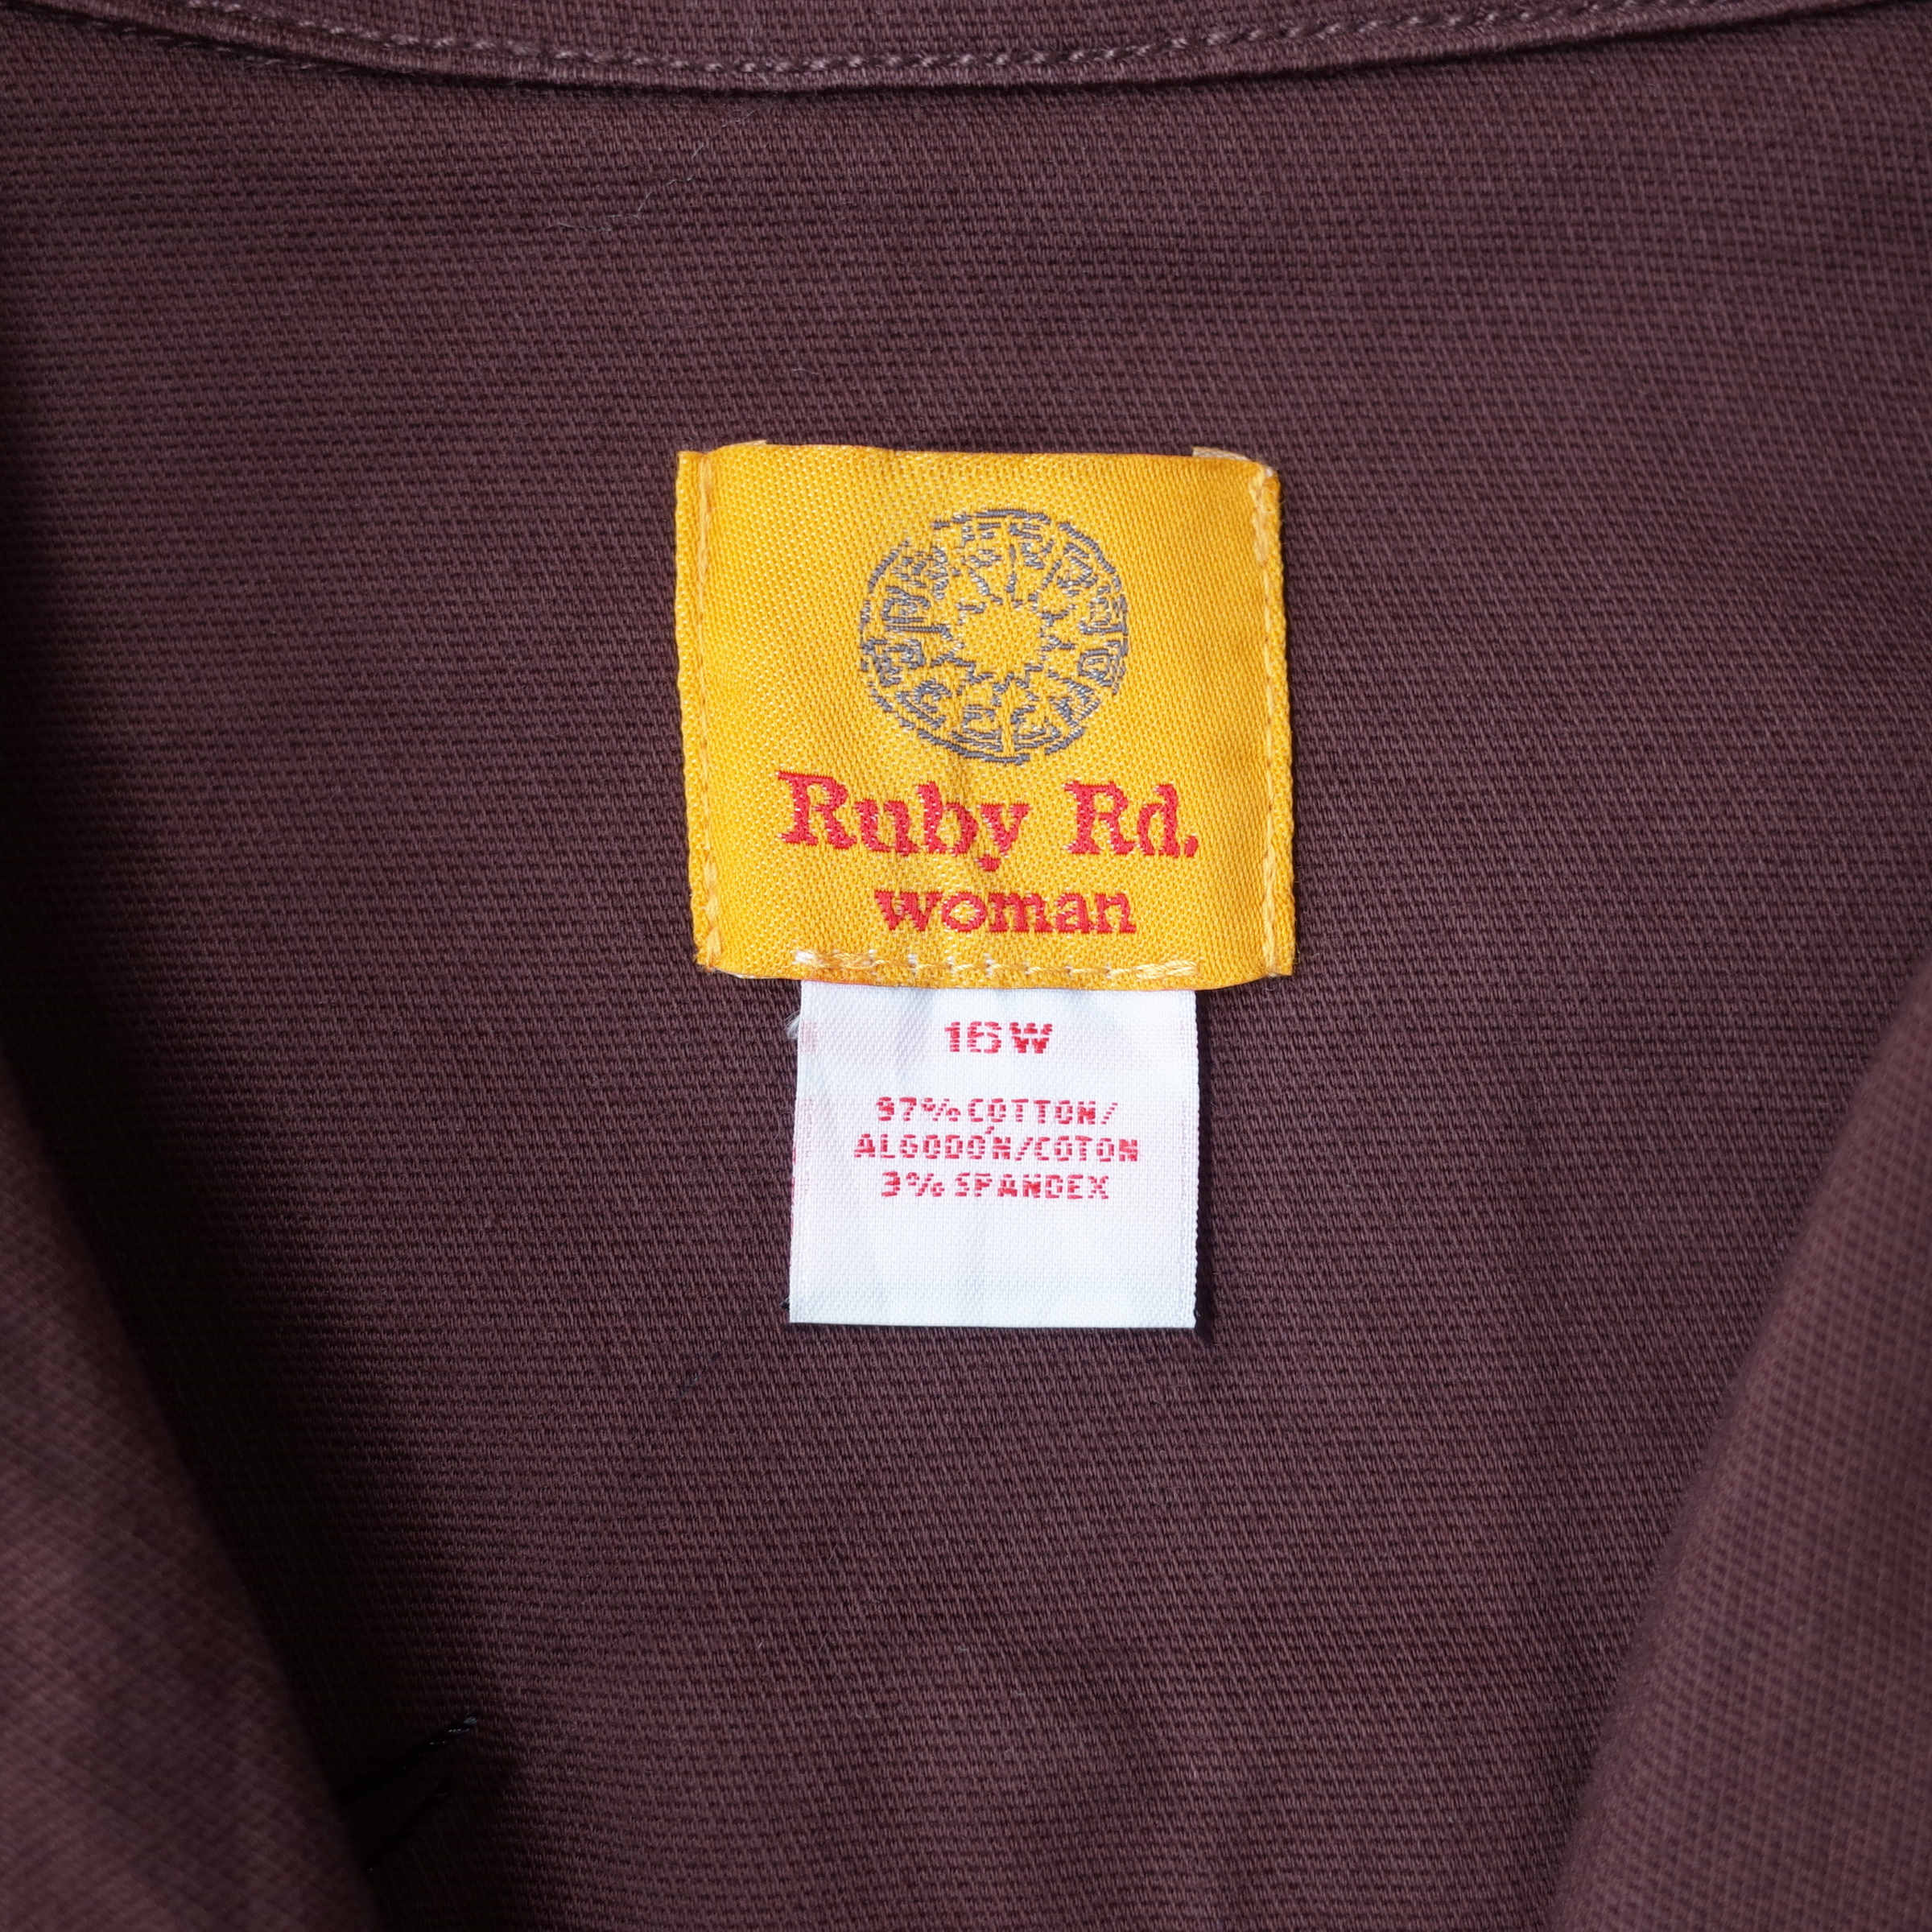 Ruby Rd.
woman
16W
97% COTTON/
ALGODÓN/COTON
3% SPANDEX